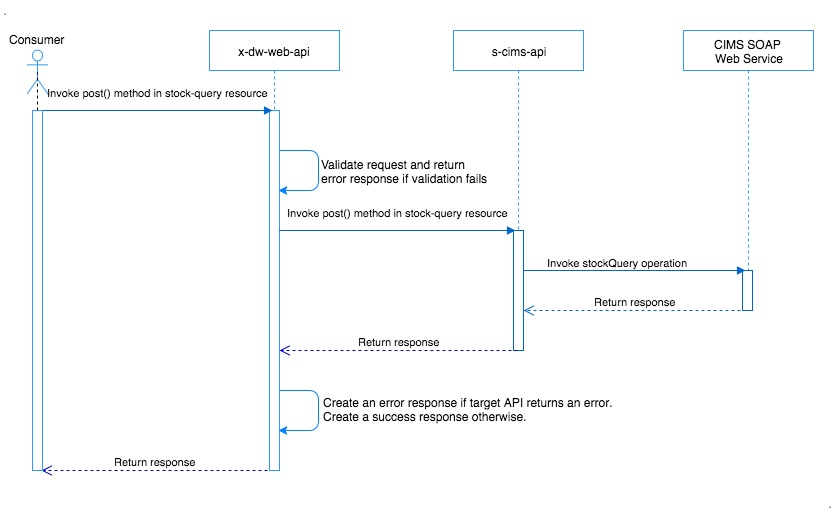 Consumer
x-dw-web-api
s-cims-api
CIMS SOAP
Web Service
Invoke post() method in stock-query resource
Validate request and return
error response if validation fails
Invoke post() method in stock-query resource
Invoke stockQuery operation
Return response
Return response
Create an error response if target API returns an error.
Create a success response otherwise.
Return response